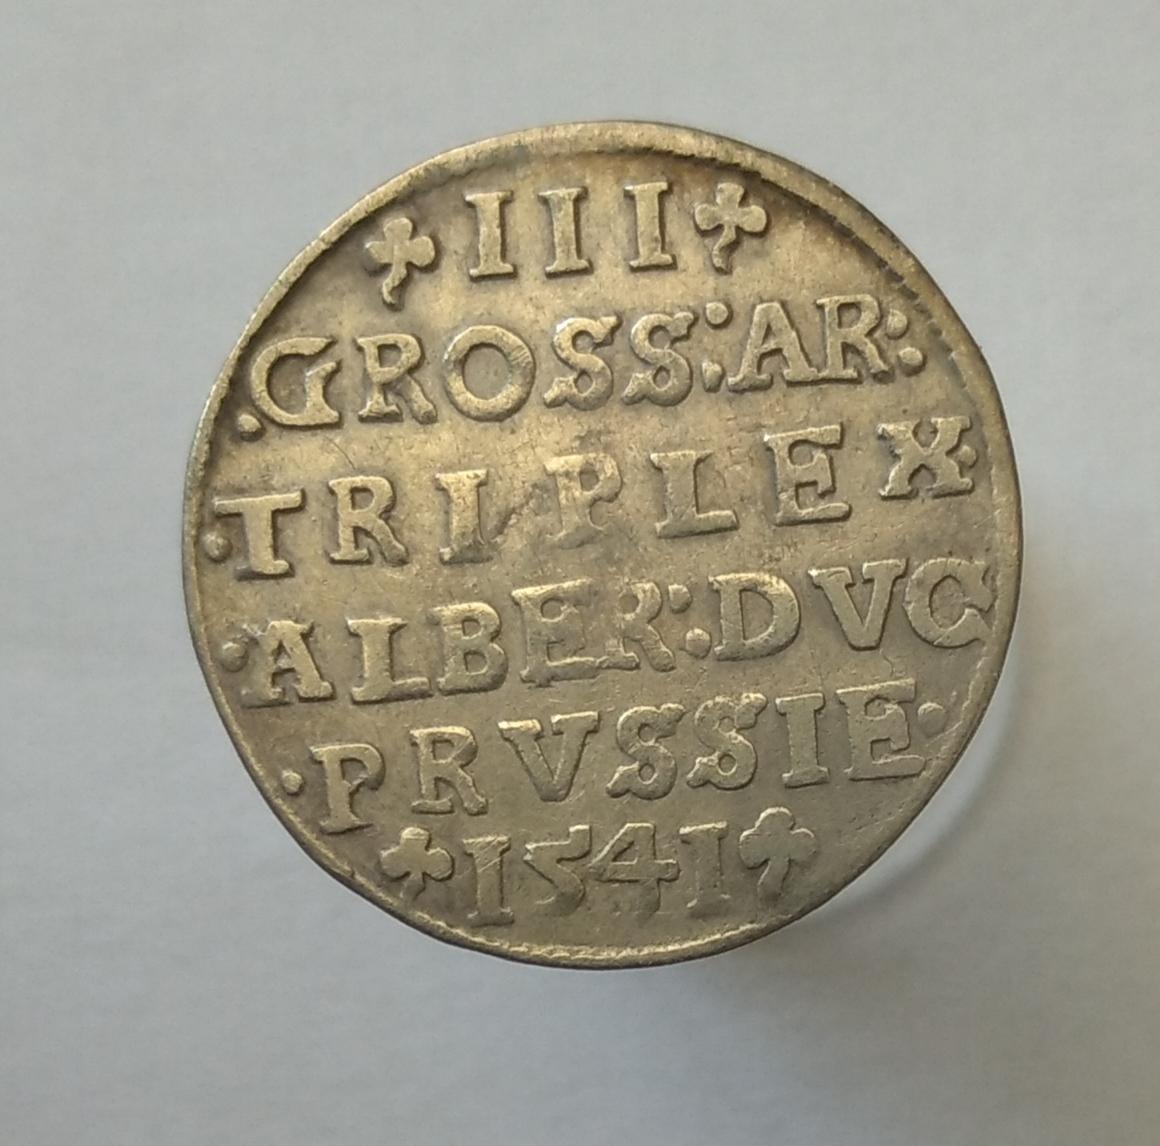 III
·GROSS:AR:
·TRIPLEX·
·ALBER:DVC
·PRVSSIE·
1541